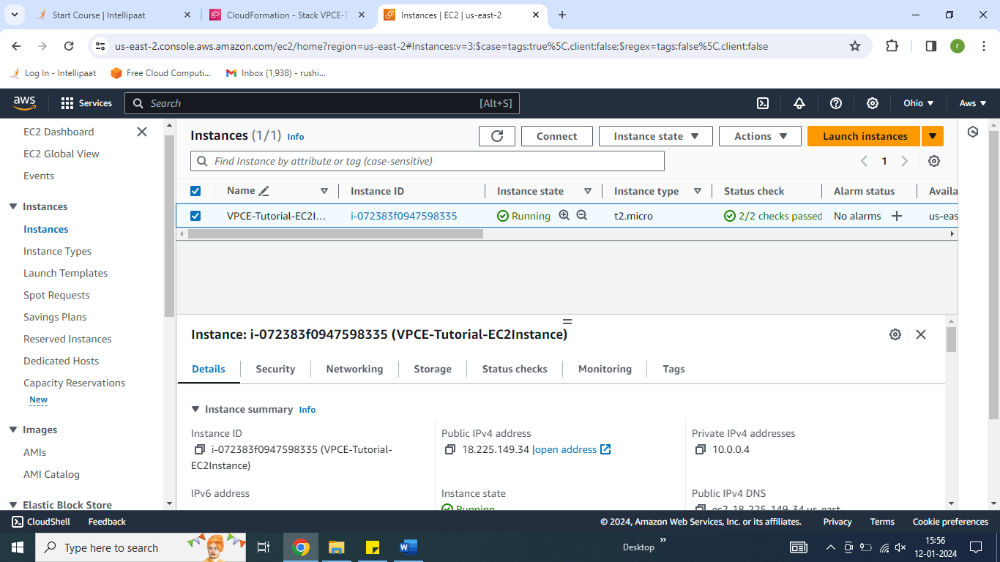 Start Course | Intellipaat
CloudFormation - Stack VPCE-T
Instances | EC2 | us-east-2
us-east-2.console.aws.amazon.com/ec2/home?region=us-east-2#Instances:v=3;$case=tags:true%5C,client:false;$regex=tags:false%5C,client:false
r
Log In - Intellipaat
Free Cloud Computi...
Inbox (1,938) - rushi...
aws
Services
Search
[Alt+S]
Ohio
Aws
EC2 Dashboard
EC2 Global View
Events
Instances
Instances
Instance Types
Launch Templates
Spot Requests
Savings Plans
Reserved Instances
Dedicated Hosts
Capacity Reservations
New
Images
AMIs
AMI Catalog
Elastic Block Store
Instances (1/1) Info
Connect
Instance state
Actions
Launch instances
Find Instance by attribute or tag (case-sensitive)
1
Name
Instance ID
Instance state
Instance type
Status check
Alarm status
Availa
VPCE-Tutorial-EC2I...
i-072383f0947598335
Running
t2.micro
2/2 checks passed
No alarms
us-eas
Instance: i-072383f0947598335 (VPCE-Tutorial-EC2Instance)
Details
Security
Networking
Storage
Status checks
Monitoring
Tags
Instance summary Info
Instance ID
i-072383f0947598335 (VPCE-Tutorial-
EC2Instance)
Public IPv4 address
18.225.149.34 |open address
Private IPv4 addresses
10.0.0.4
IPv6 address
Instance state
Running
Public IPv4 DNS
ec2-18-225-149-34.us-east-
CloudShell
Feedback
© 2024, Amazon Web Services, Inc. or its affiliates.
Privacy
Terms
Cookie preferences
Type here to search
Desktop
15:56
12-01-2024